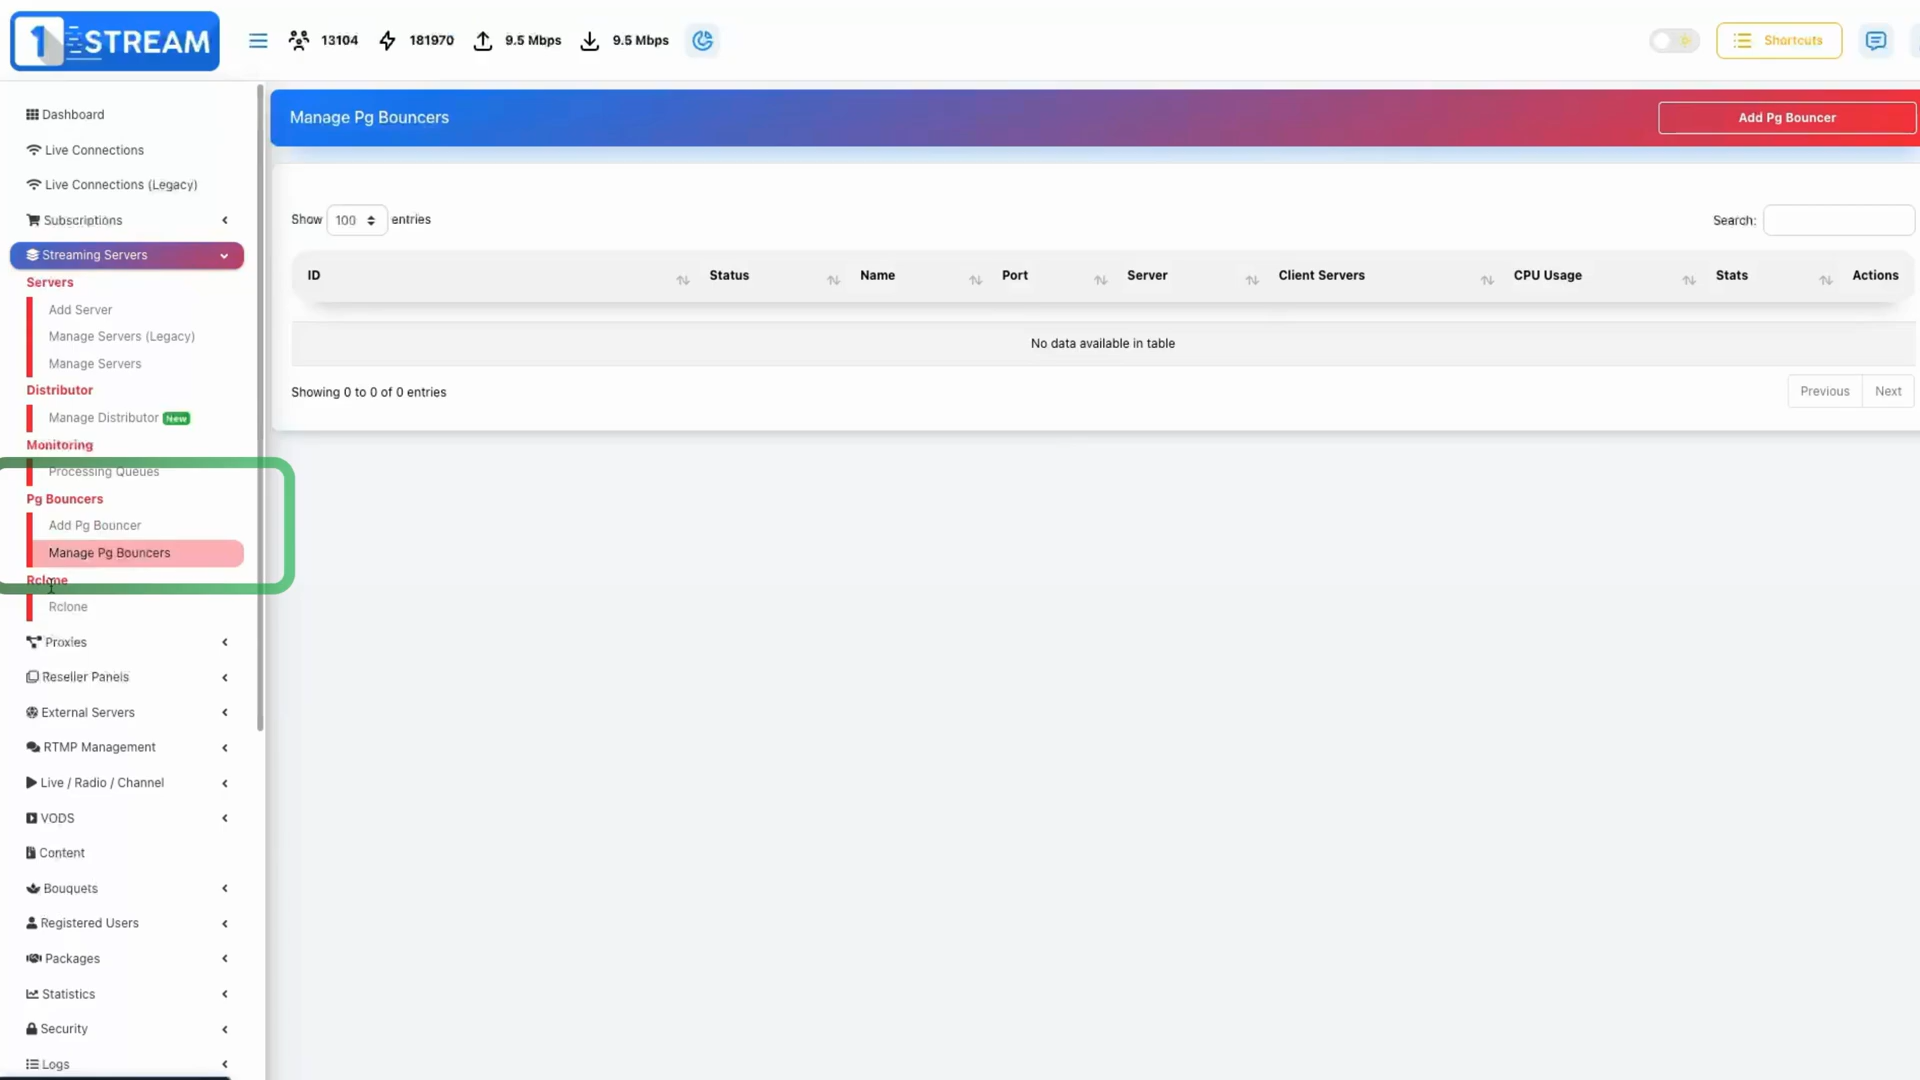 1 STREAM
13104
181970
9.5 Mbps
9.5 Mbps
Shortcuts
Dashboard
Live Connections
Live Connections (Legacy)
Subscriptions
Streaming Servers
Servers
Add Server
Manage Servers (Legacy)
Manage Servers
Distributor
Manage Distributor New
Monitoring
Processing Queues
Pg Bouncers
Add Pg Bouncer
Manage Pg Bouncers
Rclone
Rclone
Proxies
Reseller Panels
External Servers
RTMP Management
Live / Radio / Channel
VODS
Content
Bouquets
Registered Users
Packages
Statistics
Security
Logs
Manage Pg Bouncers
Add Pg Bouncer
Show 100 entries
Search:
ID Status Name Port Server Client Servers CPU Usage Stats Actions
No data available in table
Showing 0 to 0 of 0 entries
Previous Next